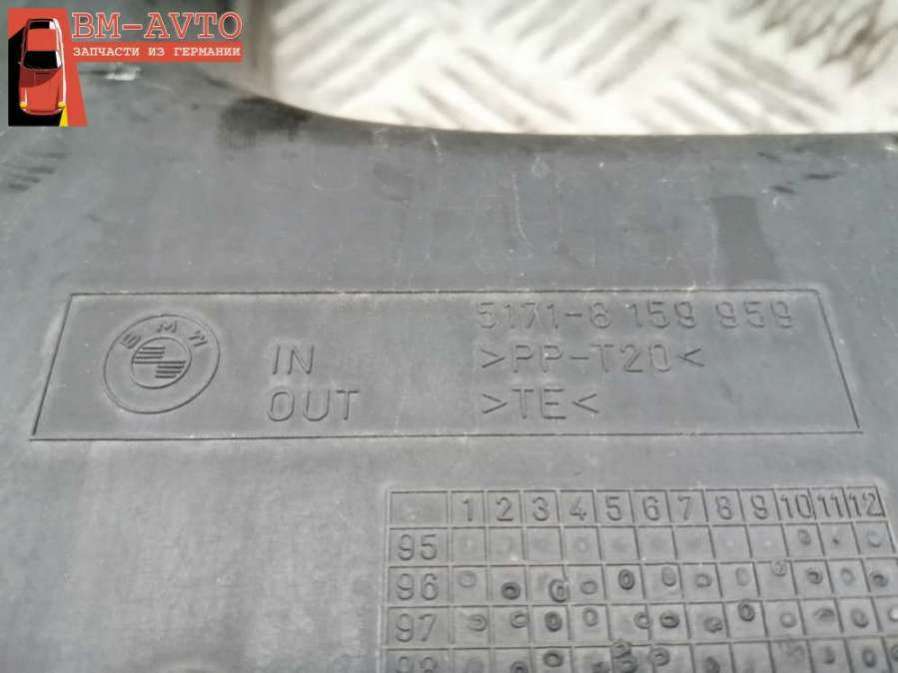 BM-AVTO
ЗАПЧАСТИ ИЗ ГЕРМАНИИ
BMW
5171-8 159 959
IN >PP-T20<
OUT >TE<
1 2 3 4 5 6 7 8 9 10 11 12
95
96
97
98